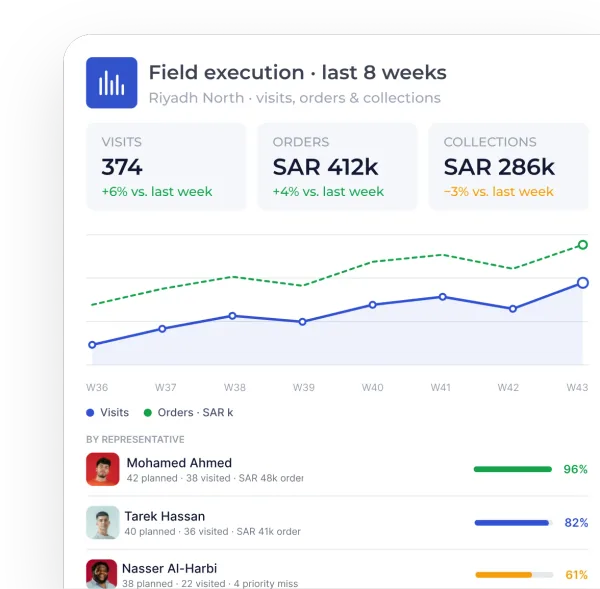 Field execution · last 8 weeks
Riyadh North · visits, orders & collections
VISITS
374
+6% vs. last week
ORDERS
SAR 412k
+4% vs. last week
COLLECTIONS
SAR 286k
−3% vs. last week
W36 W37 W38 W39 W40 W41 W42 W43
Visits Orders · SAR k
BY REPRESENTATIVE
Mohamed Ahmed
42 planned · 38 visited · SAR 48k order
96%
Tarek Hassan
40 planned · 36 visited · SAR 41k order
82%
Nasser Al-Harbi
38 planned · 22 visited · 4 priority miss
61%